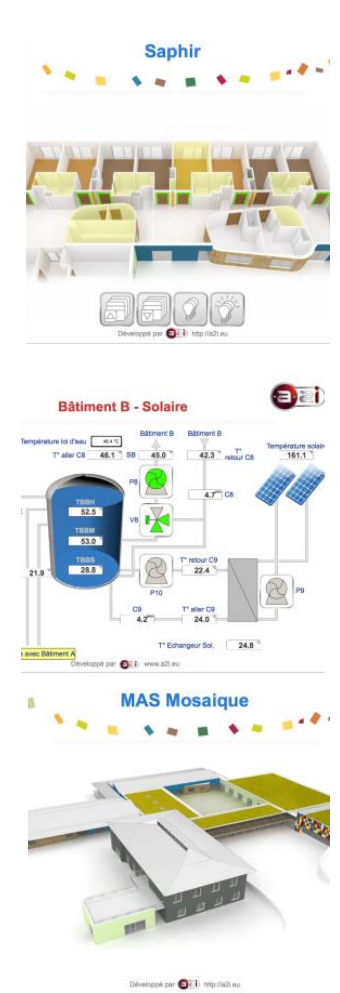 Saphir
Développé par a2i http://a2i.eu
a2i
Bâtiment B - Solaire
Température loi d'eau 40.4 °C
Bâtiment B
Bâtiment B
Température solair
T° aller C8 46.1 SB 45.0 42.3 T° retour C8 161.1
P8
4.7 C8
TBBH
52.5
V8
TBBM
53.0
TBBS
28.8
T° retour C9
22.4
21.9
P10
P9
C9
T° aller C9
4.2
24.0
T° Echangeur Sol. 24.8
e avec Bâtiment A
Développé par a2i www.a2i.eu
MAS Mosaique
Développé par a2i http://a2i.eu